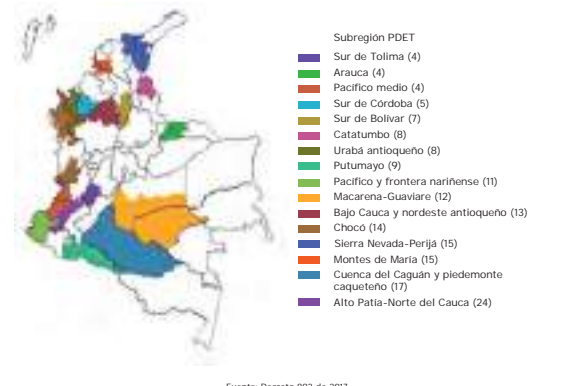 Subregión PDET
Sur de Tolima (4)
Arauca (4)
Pacífico medio (4)
Sur de Córdoba (5)
Sur de Bolívar (7)
Catatumbo (8)
Urabá antioqueño (8)
Putumayo (9)
Pacífico y frontera nariñense (11)
Macarena-Guaviare (12)
Bajo Cauca y nordeste antioqueño (13)
Chocó (14)
Sierra Nevada-Perijá (15)
Montes de María (15)
Cuenca del Caguán y piedemonte
caqueteño (17)
Alto Patía-Norte del Cauca (24)